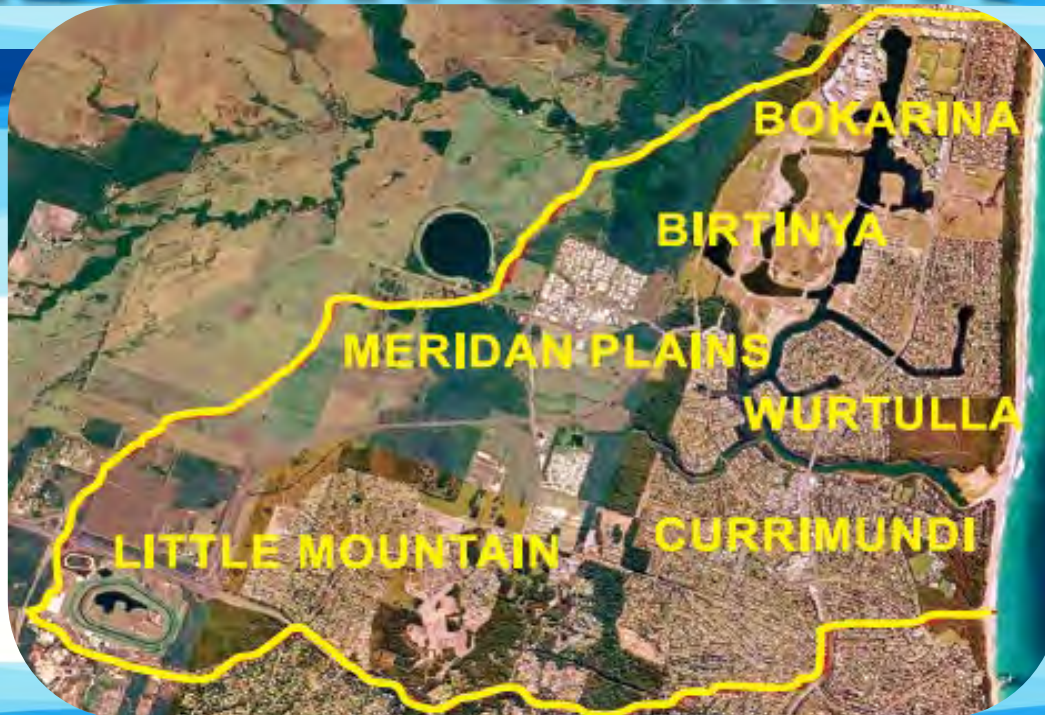 BOKARINA
BIRTINYA
MERIDAN PLAINS
WURTULLA
CURRIMUNDI
LITTLE MOUNTAIN